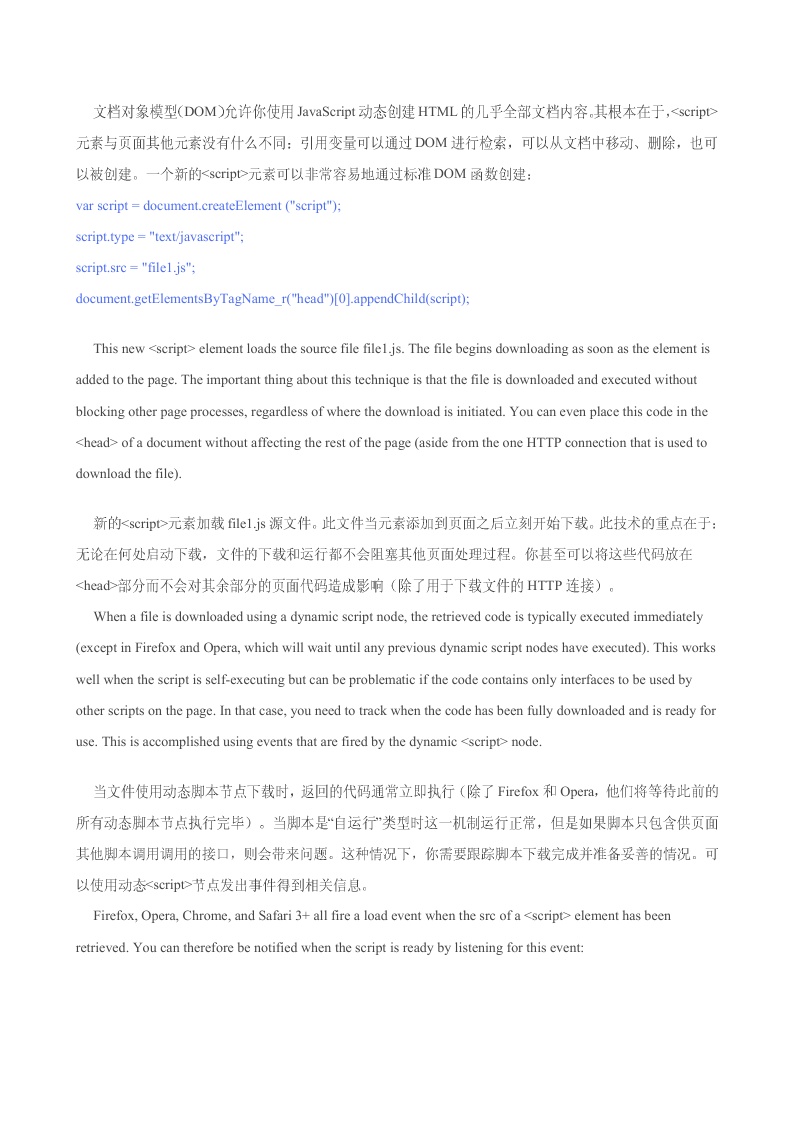 文档对象模型（DOM）允许你使用 JavaScript 动态创建 HTML 的几乎全部文档内容。其根本在于，<script>
元素与页面其他元素没有什么不同：引用变量可以通过 DOM 进行检索，可以从文档中移动、删除，也可
以被创建。一个新的<script>元素可以非常容易地通过标准 DOM 函数创建：
var script = document.createElement ("script");
script.type = "text/javascript";
script.src = "file1.js";
document.getElementsByTagName_r("head")[0].appendChild(script);
This new <script> element loads the source file file1.js. The file begins downloading as soon as the element is
added to the page. The important thing about this technique is that the file is downloaded and executed without
blocking other page processes, regardless of where the download is initiated. You can even place this code in the
<head> of a document without affecting the rest of the page (aside from the one HTTP connection that is used to
download the file).
新的<script>元素加载 file1.js 源文件。此文件当元素添加到页面之后立刻开始下载。此技术的重点在于：
无论在何处启动下载，文件的下载和运行都不会阻塞其他页面处理过程。你甚至可以将这些代码放在
<head>部分而不会对其余部分的页面代码造成影响（除了用于下载文件的 HTTP 连接）。
When a file is downloaded using a dynamic script node, the retrieved code is typically executed immediately
(except in Firefox and Opera, which will wait until any previous dynamic script nodes have executed). This works
well when the script is self-executing but can be problematic if the code contains only interfaces to be used by
other scripts on the page. In that case, you need to track when the code has been fully downloaded and is ready for
use. This is accomplished using events that are fired by the dynamic <script> node.
当文件使用动态脚本节点下载时，返回的代码通常立即执行（除了 Firefox 和 Opera，他们将等待此前的
所有动态脚本节点执行完毕）。当脚本是“自运行”类型时这一机制运行正常，但是如果脚本只包含供页面
其他脚本调用调用的接口，则会带来问题。这种情况下，你需要跟踪脚本下载完成并准备妥善的情况。可
以使用动态<script>节点发出事件得到相关信息。
Firefox, Opera, Chrome, and Safari 3+ all fire a load event when the src of a <script> element has been
retrieved. You can therefore be notified when the script is ready by listening for this event: